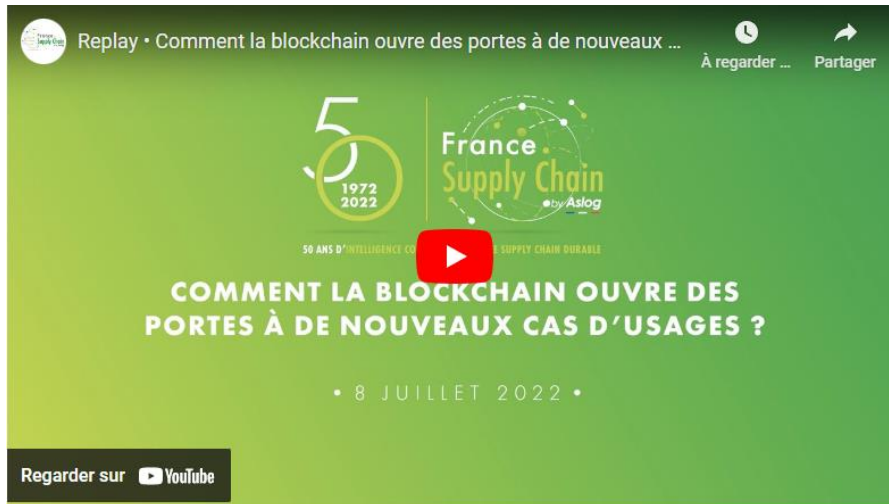 Replay • Comment la blockchain ouvre des portes à de nouveaux ...
À regarder ...
Partager
50
1972
2022
France
Supply Chain
by Aslog
50 ANS D'INTELLIGENCE CO
E SUPPLY CHAIN DURABLE
COMMENT LA BLOCKCHAIN OUVRE DES
PORTES À DE NOUVEAUX CAS D'USAGES ?
• 8 JUILLET 2022 •
Regarder sur YouTube